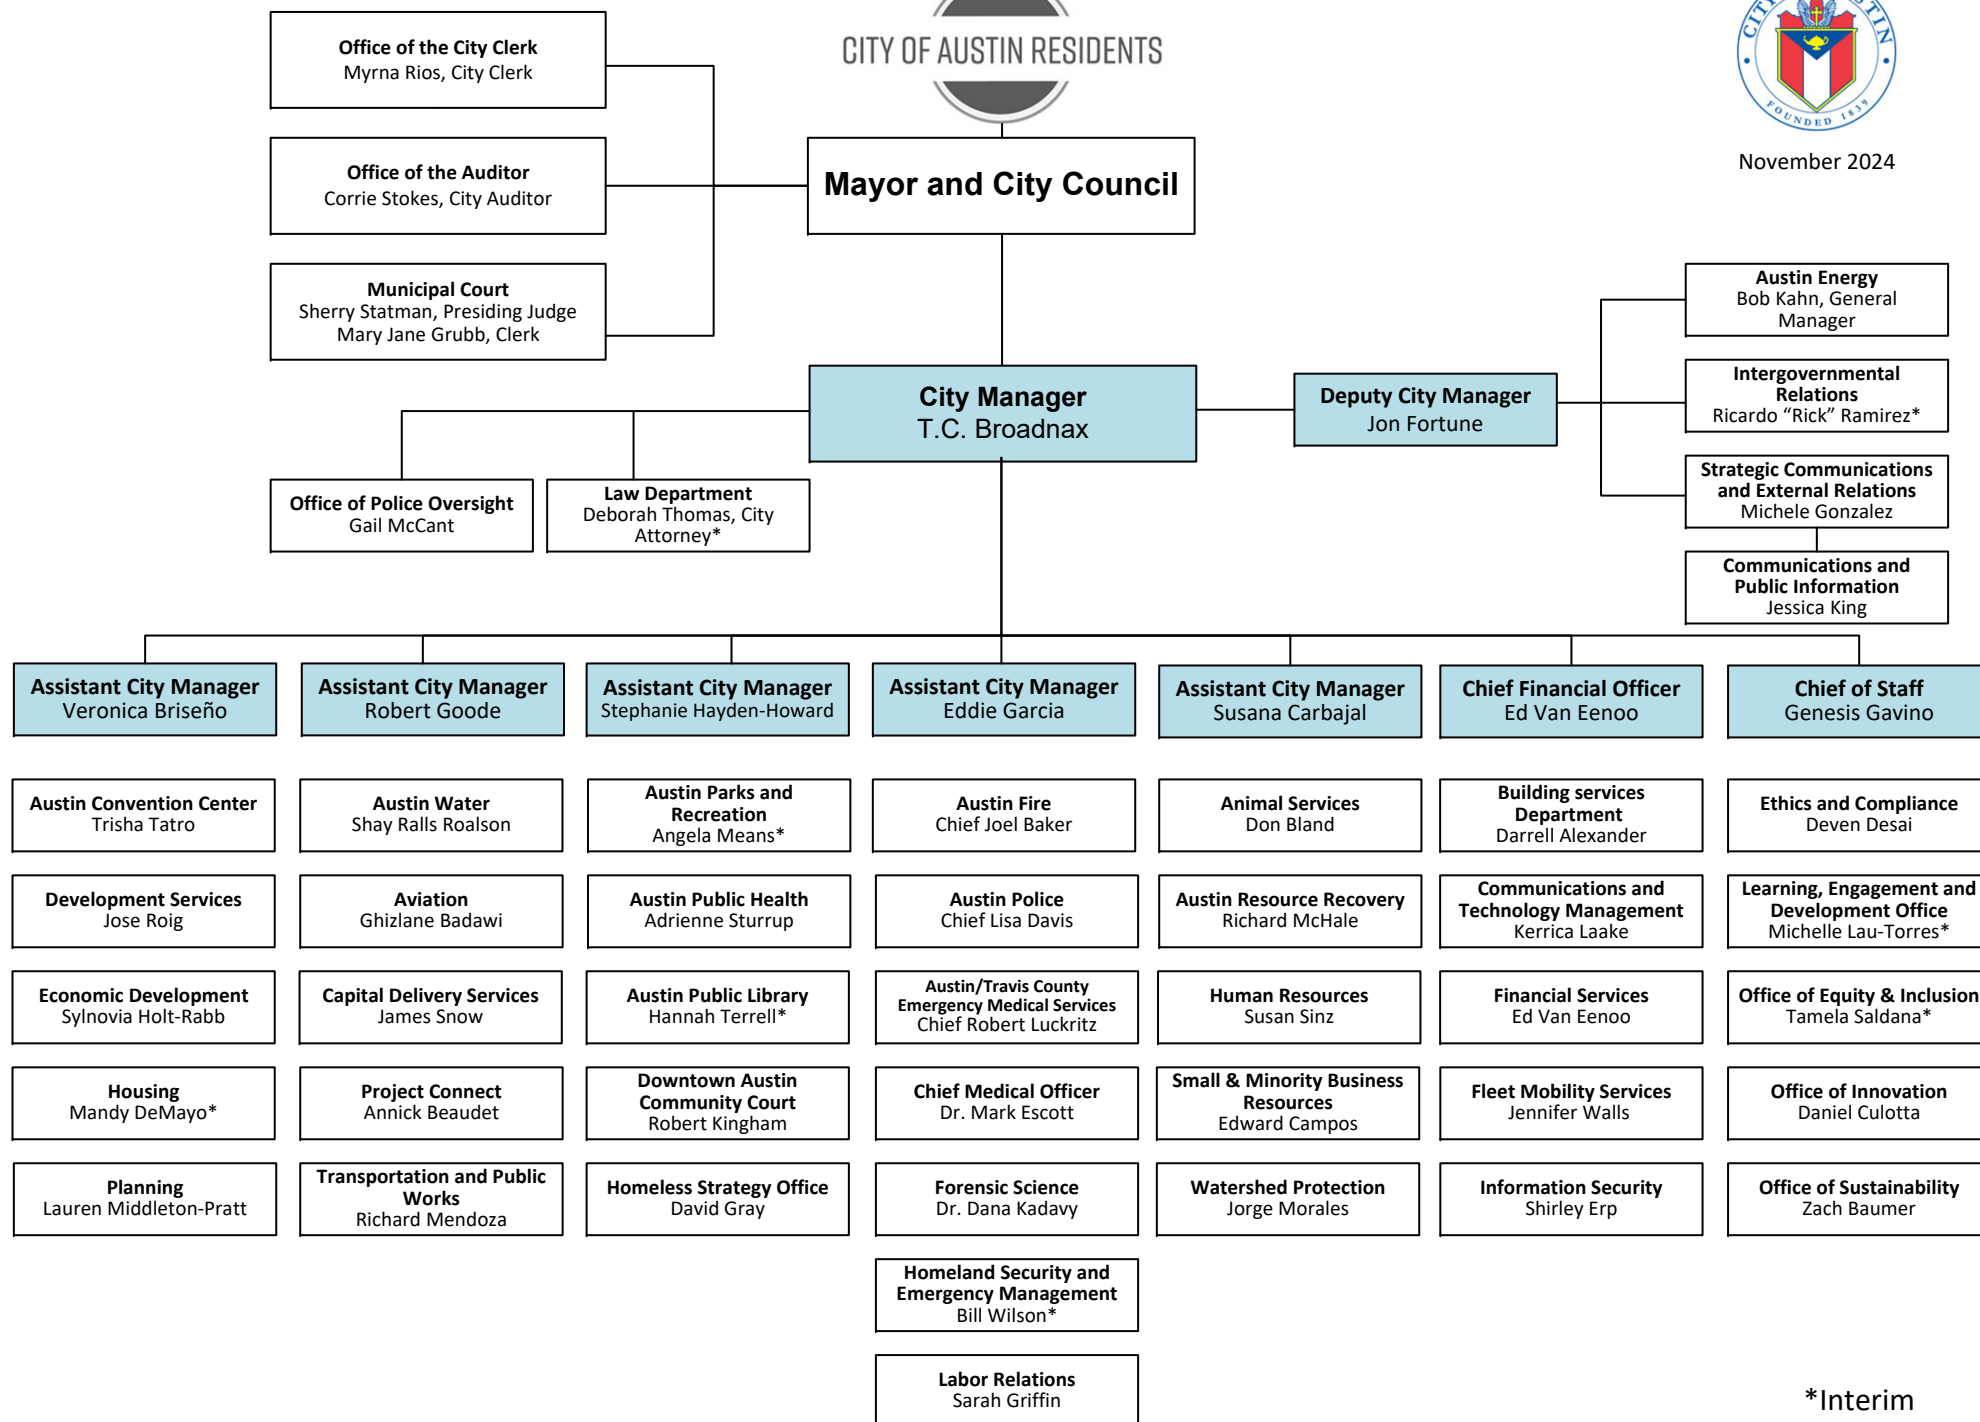 Office of the City Clerk
Myrna Rios, City Clerk
CITY OF AUSTIN RESIDENTS
FOUNDED 1839
November 2024
Office of the Auditor
Corrie Stokes, City Auditor
Mayor and City Council
Municipal Court
Sherry Statman, Presiding Judge
Mary Jane Grubb, Clerk
Austin Energy
Bob Kahn, General
Manager
City Manager
T.C. Broadnax
Deputy City Manager
Jon Fortune
Intergovernmental
Relations
Ricardo “Rick” Ramirez*
Office of Police Oversight
Gail McCant
Law Department
Deborah Thomas, City
Attorney*
Strategic Communications
and External Relations
Michele Gonzalez
Communications and
Public Information
Jessica King
Assistant City Manager
Veronica Briseño
Assistant City Manager
Robert Goode
Assistant City Manager
Stephanie Hayden-Howard
Assistant City Manager
Eddie Garcia
Assistant City Manager
Susana Carbajal
Chief Financial Officer
Ed Van Eenoo
Chief of Staff
Genesis Gavino
Austin Convention Center
Trisha Tatro
Austin Water
Shay Ralls Roalson
Austin Parks and
Recreation
Angela Means*
Austin Fire
Chief Joel Baker
Animal Services
Don Bland
Building services
Department
Darrell Alexander
Ethics and Compliance
Deven Desai
Development Services
Jose Roig
Aviation
Ghizlane Badawi
Austin Public Health
Adrienne Sturrup
Austin Police
Chief Lisa Davis
Austin Resource Recovery
Richard McHale
Communications and
Technology Management
Kerrica Laake
Learning, Engagement and
Development Office
Michelle Lau-Torres*
Economic Development
Sylnovia Holt-Rabb
Capital Delivery Services
James Snow
Austin Public Library
Hannah Terrell*
Austin/Travis County
Emergency Medical Services
Chief Robert Luckritz
Human Resources
Susan Sinz
Financial Services
Ed Van Eenoo
Office of Equity & Inclusion
Tamela Saldana*
Housing
Mandy DeMayo*
Project Connect
Annick Beaudet
Downtown Austin
Community Court
Robert Kingham
Chief Medical Officer
Dr. Mark Escott
Small & Minority Business
Resources
Edward Campos
Fleet Mobility Services
Jennifer Walls
Office of Innovation
Daniel Culotta
Planning
Lauren Middleton-Pratt
Transportation and Public
Works
Richard Mendoza
Homeless Strategy Office
David Gray
Forensic Science
Dr. Dana Kadavy
Watershed Protection
Jorge Morales
Information Security
Shirley Erp
Office of Sustainability
Zach Baumer
Homeland Security and
Emergency Management
Bill Wilson*
Labor Relations
Sarah Griffin
*Interim